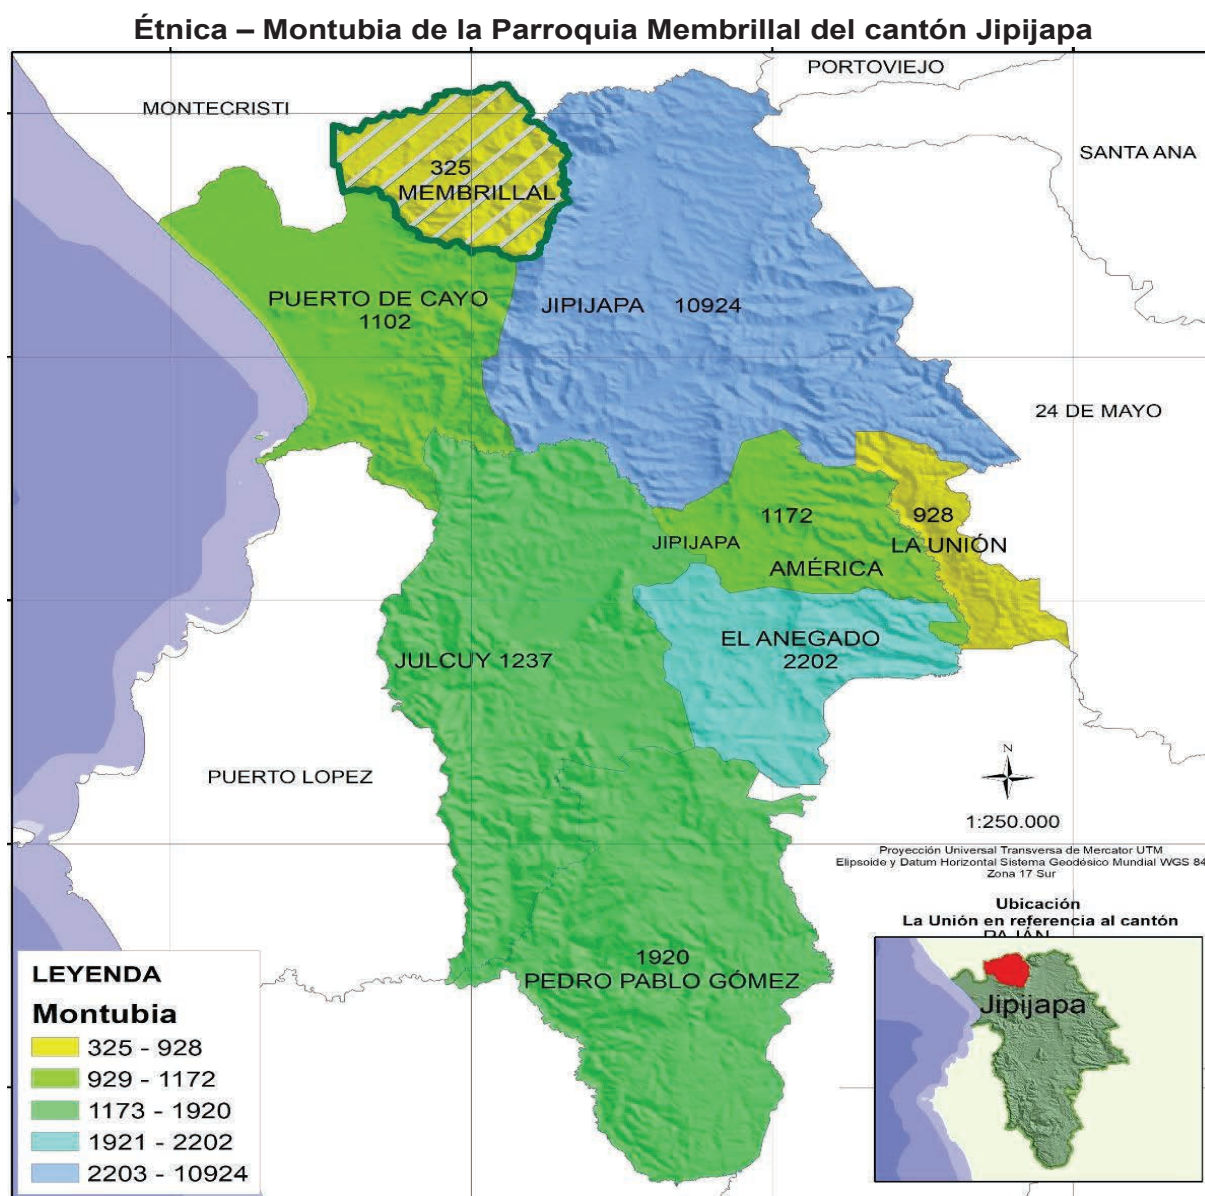 Étnica – Montubia de la Parroquia Membrillal del cantón Jipijapa
PORTOVIEJO
MONTECRISTI
SANTA ANA
325
MEMBRILLAL
PUERTO DE CAYO
1102
JIPIJAPA 10924
24 DE MAYO
1172
928
JIPIJAPA
LA UNIÓN
AMÉRICA
EL ANEGADO
2202
JULCUY 1237
PUERTO LOPEZ
N
1:250.000
Proyección Universal Transversa de Mercator UTM
Elipsoide y Datum Horizontal Sistema Geodésico Mundial WGS 84
Zona 17 Sur
Ubicación
La Unión en referencia al cantón
PAJÁN
1920
PEDRO PABLO GÓMEZ
Jipijapa
LEYENDA
Montubia
325 - 928
929 - 1172
1173 - 1920
1921 - 2202
2203 - 10924